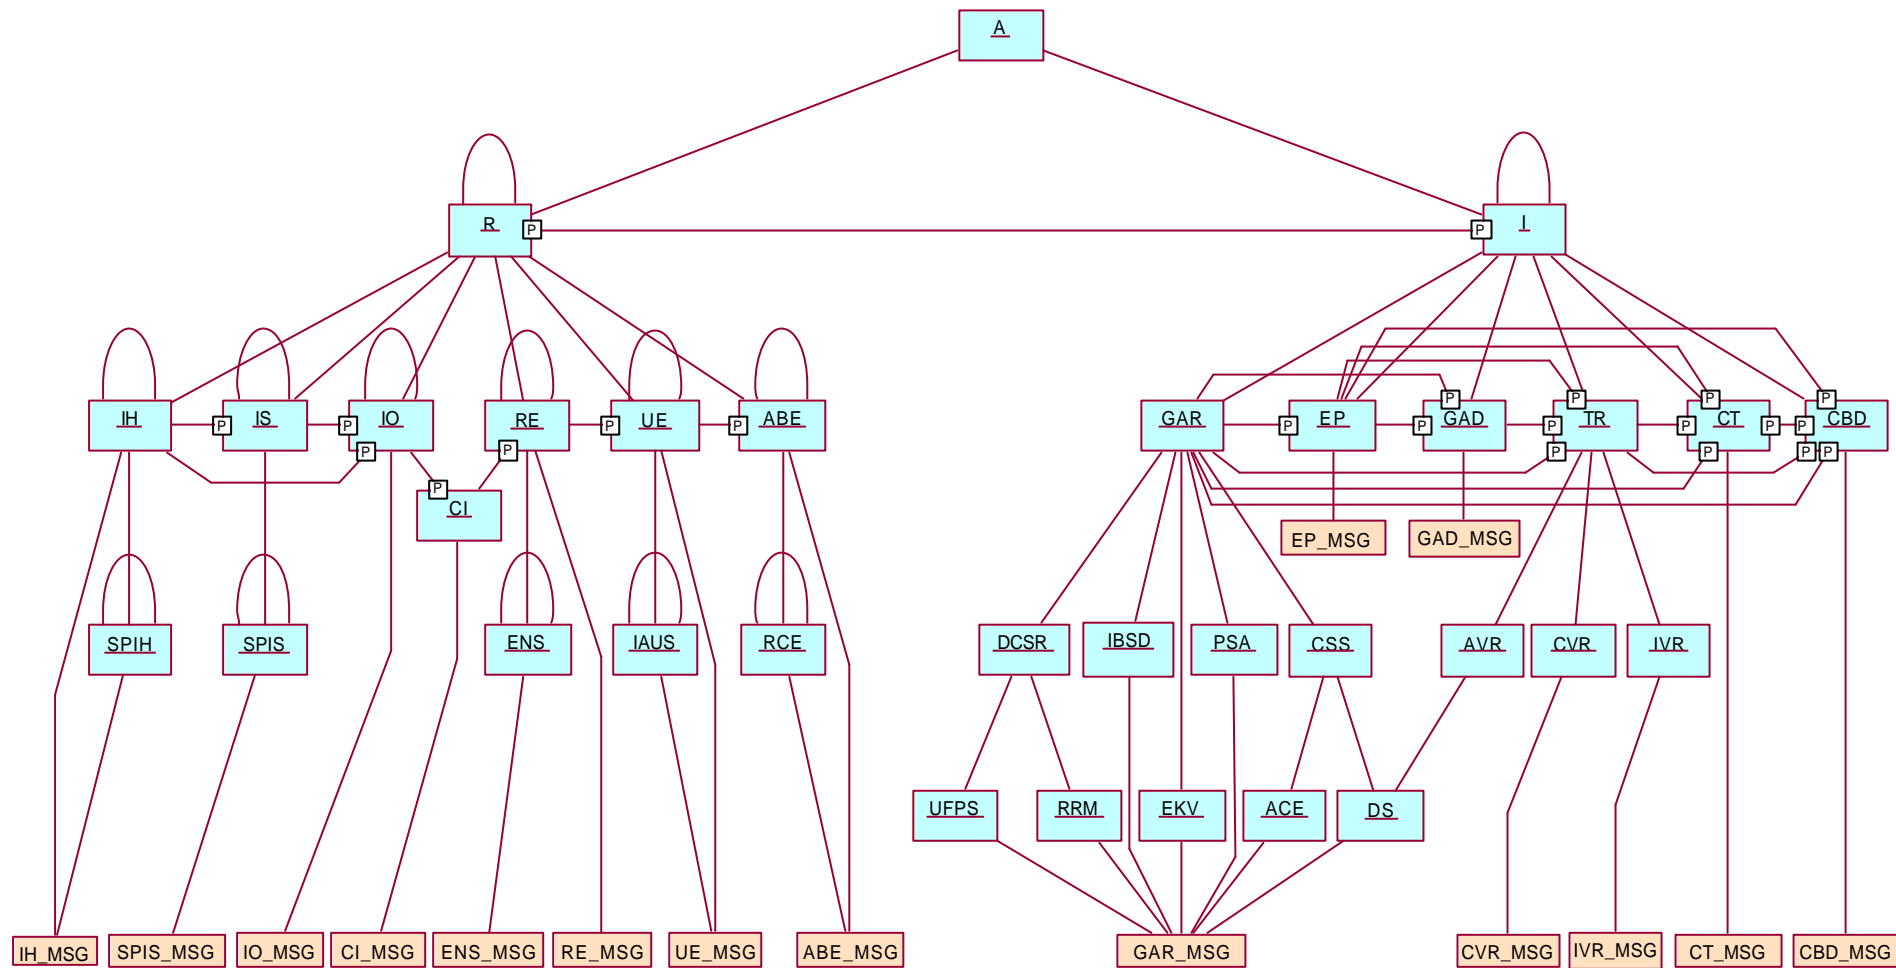 A
R
P
P
I
IH
P
IS
P
IO
P
RE
P
P
UE
P
ABE
P
CI
GAR
P
EP
P
P
GAD
P
P
TR
P
P
P
CT
P
P
P
P
CBD
P
P
EP_MSG
GAD_MSG
SPIH
SPIS
ENS
IAUS
RCE
DCSR
IBSD
PSA
CSS
AVR
CVR
IVR
UFPS
RRM
EKV
ACE
DS
IH_MSG
SPIS_MSG
IO_MSG
CI_MSG
ENS_MSG
RE_MSG
UE_MSG
ABE_MSG
GAR_MSG
CVR_MSG
IVR_MSG
CT_MSG
CBD_MSG